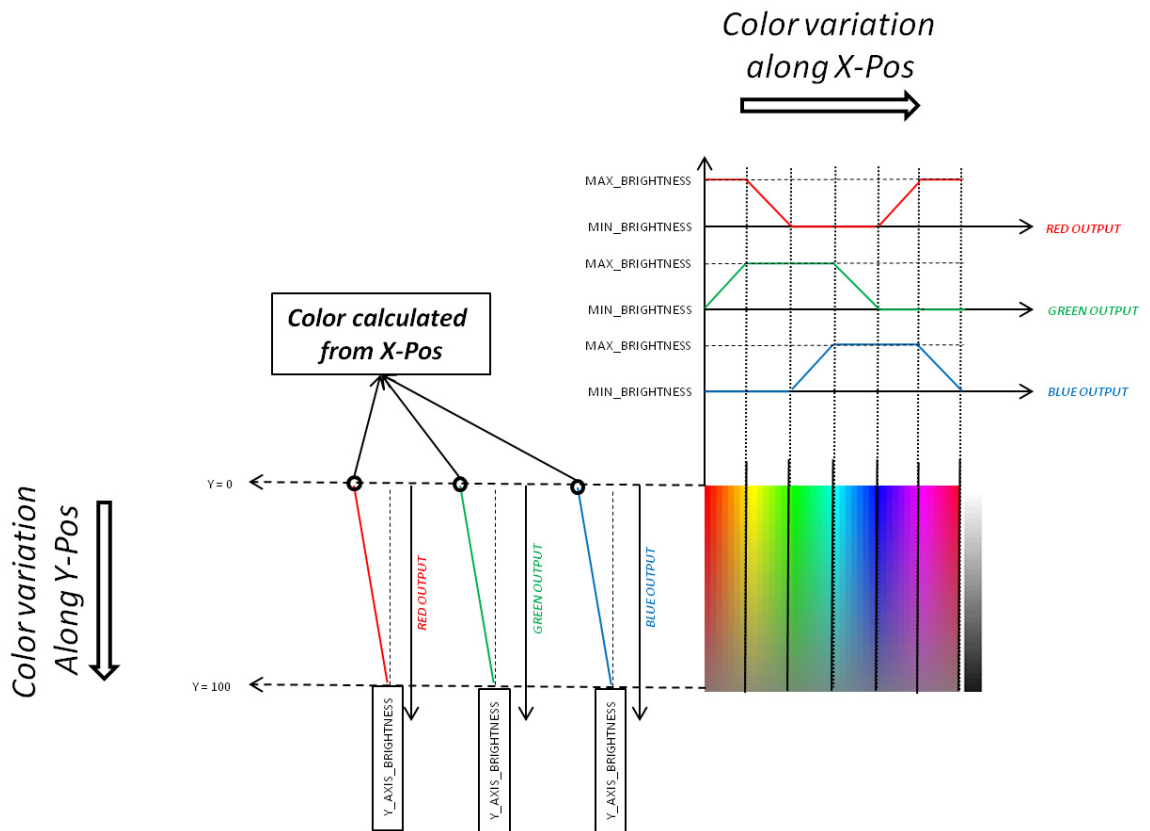 Color variation
along X-Pos
MAX_BRIGHTNESS
MIN_BRIGHTNESS
RED OUTPUT
MAX_BRIGHTNESS
MIN_BRIGHTNESS
GREEN OUTPUT
MAX_BRIGHTNESS
MIN_BRIGHTNESS
BLUE OUTPUT
Color calculated
from X-Pos
Color variation
Along Y-Pos
Y = 0
RED OUTPUT
GREEN OUTPUT
BLUE OUTPUT
Y = 100
Y_AXIS_BRIGHTNESS
Y_AXIS_BRIGHTNESS
Y_AXIS_BRIGHTNESS